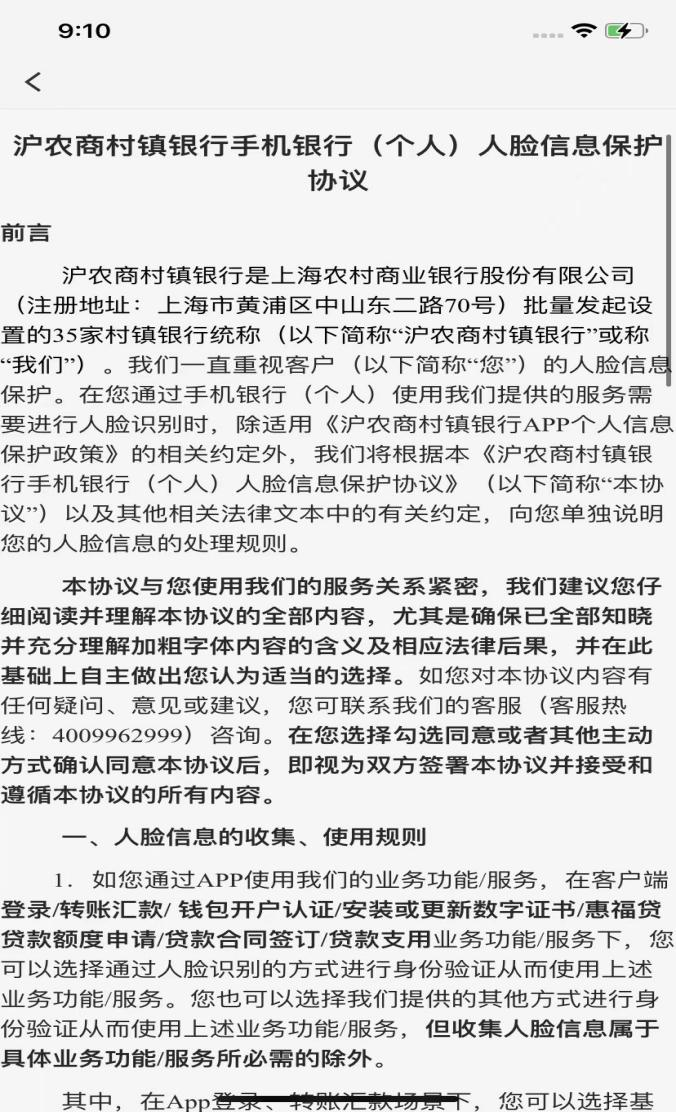 9:10
沪农商村镇银行手机银行（个人）人脸信息保护
协议
前言
沪农商村镇银行是上海农村商业银行股份有限公司
（注册地址：上海市黄浦区中山东二路70号）批量发起设
置的35家村镇银行统称（以下简称“沪农商村镇银行”或称
“我们”）。我们一直重视客户（以下简称“您”）的人脸信息
保护。在您通过手机银行（个人）使用我们提供的服务需
要进行人脸识别时，除适用《沪农商村镇银行APP个人信息
保护政策》的相关约定外，我们将根据本《沪农商村镇银
行手机银行（个人）人脸信息保护协议》（以下简称“本协
议”）以及其他相关法律文本中的有关约定，向您单独说明
您的人脸信息的处理规则。
本协议与您使用我们的服务关系紧密，我们建议您仔
细阅读并理解本协议的全部内容，尤其是确保已全部知晓
并充分理解加粗字体内容的含义及相应法律后果，并在此
基础上自主做出您认为适当的选择。如您对本协议内容有
任何疑问、意见或建议，您可联系我们的客服（客服热
线：4009962999）咨询。在您选择勾选同意或者其他主动
方式确认同意本协议后，即视为双方签署本协议并接受和
遵循本协议的所有内容。
一、人脸信息的收集、使用规则
1．如您通过APP使用我们的业务功能/服务，在客户端
登录/转账汇款/ 钱包开户认证/安装或更新数字证书/惠福贷
贷款额度申请/贷款合同签订/贷款支用业务功能/服务下，您
可以选择通过人脸识别的方式进行身份验证从而使用上述
业务功能/服务。您也可以选择我们提供的其他方式进行身
份验证从而使用上述业务功能/服务，但收集人脸信息属于
具体业务功能/服务所必需的除外。
其中，在App登录、转账汇款场景下，您可以选择基